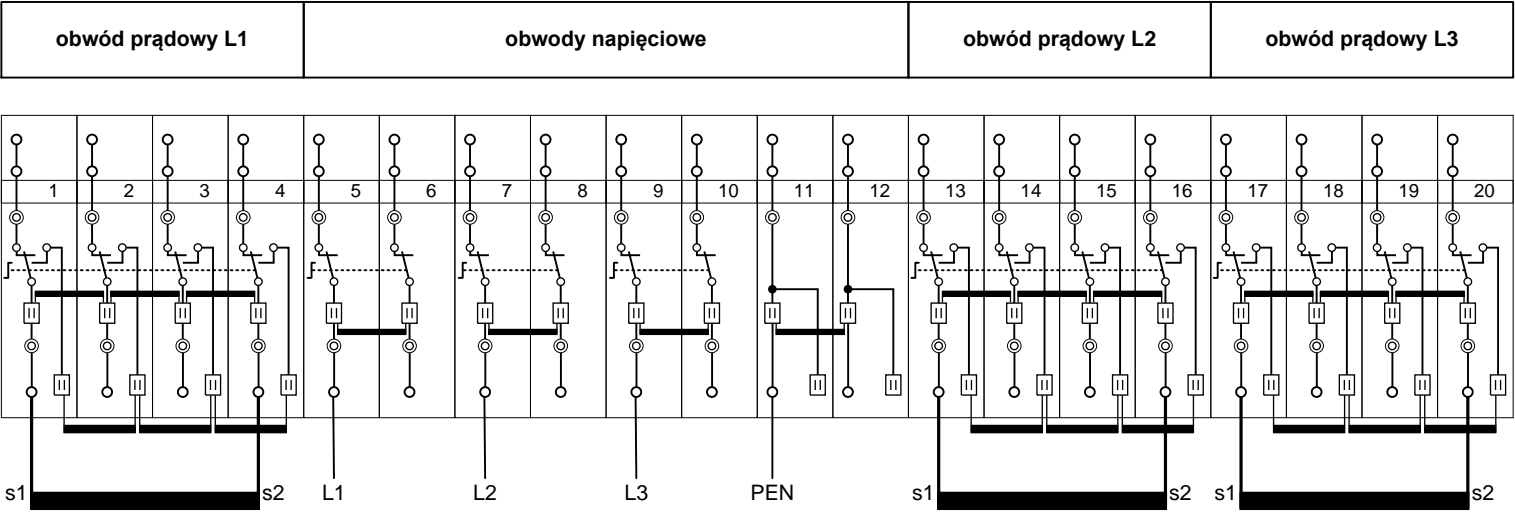 obwód prądowy L1 obwody napięciowe obwód prądowy L2 obwód prądowy L3
1 2 3 4 5 6 7 8 9 10 11 12 13 14 15 16 17 18 19 20
s1 s2 L1 L2 L3 PEN s1 s2 s1 s2